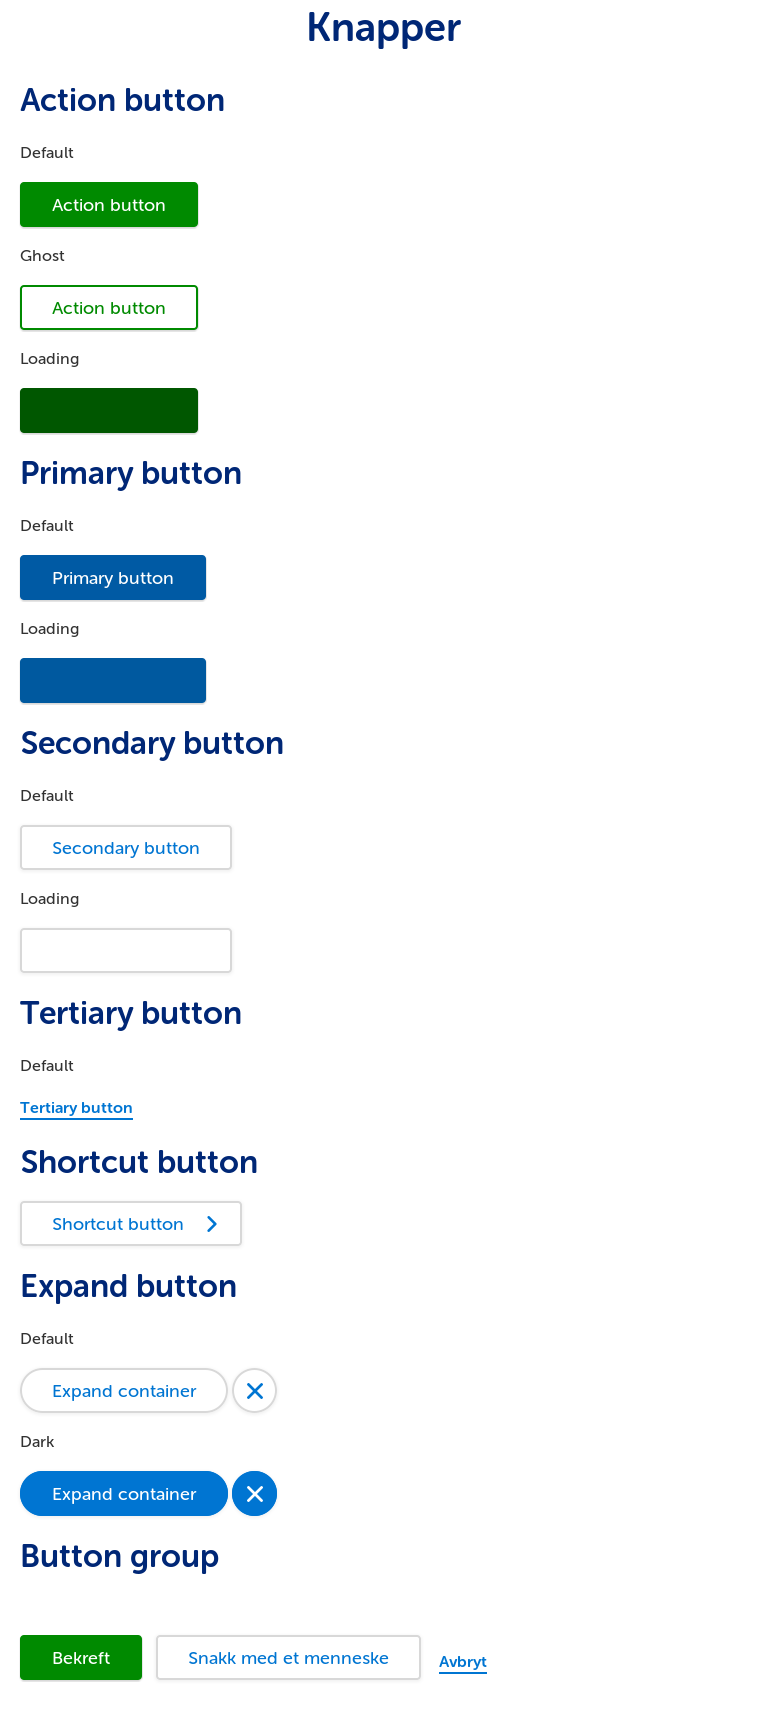 Knapper
Action button
Default
Action button
Ghost
Action button
Loading
Primary button
Default
Primary button
Loading
Secondary button
Default
Secondary button
Loading
Tertiary button
Default
Tertiary button
Shortcut button
Shortcut button
Expand button
Default
Expand container
Dark
Expand container
Button group
Bekreft Snakk med et menneske Avbryt